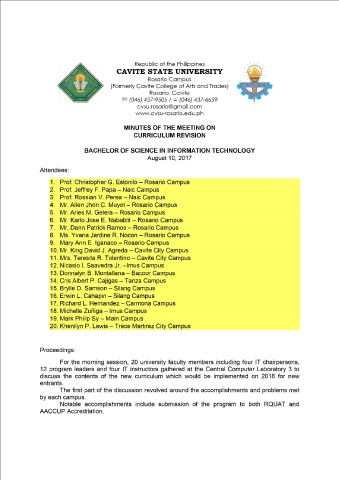 Republic of the Philippines
CAVITE STATE UNIVERSITY
Rosario Campus
(Formerly Cavite College of Arts and Trades)
Rosario, Cavite
☎ (046) 437-9505 / (046) 437-6659
cvsu.rosario@gmail.com
www.cvsu-rosario.edu.ph
MINUTES OF THE MEETING ON
CURRICULUM REVISION
BACHELOR OF SCIENCE IN INFORMATION TECHNOLOGY
August 10, 2017
Attendees:
1. Prof. Christopher G. Estonilo – Rosario Campus
2. Prof. Jeffrey F. Papa – Naic Campus
3. Prof. Rossian V. Perea – Naic Campus
4. Mr. Allen Jhon C. Muyot – Rosario Campus
5. Mr. Aries M. Gelera – Rosario Campus
6. Mr. Karlo Jose E. Nabablit – Rosario Campus
7. Mr. Dann Patrick Ramos – Rosario Campus
8. Ms. Yvana Jardine R. Nocon – Rosario Campus
9. Mary Ann E. Iganaco – Rosario Campus
10. Mr. King David J. Agreda – Cavite City Campus
11. Mrs. Teresita R. Tolentino – Cavite City Campus
12. Nicasio I. Saavedra Jr. –Imus Campus
13. Donnalyn B. Montallana – Bacoor Campus
14. Cris Albert P. Cajigas – Tanza Campus
15. Brylle D. Samson – Silang Campus
16. Erwin L. Cahapin – Silang Campus
17. Richard L. Hernandez – Carmona Campus
18. Michelle Zuñiga – Imus Campus
19. Mark Philip Sy – Main Campus
20. Khenilyn P. Lewis – Trece Martirez City Campus
Proceedings:
For the morning session, 20 university faculty members including four IT chairpersons,
12 program leaders and four IT instructors gathered at the Central Computer Laboratory 3 to
discuss the contents of the new curriculum which would be implemented on 2018 for new
entrants.
The first part of the discussion revolved around the accomplishments and problems met
by each campus.
Notable accomplishments include submission of the program to both RQUAT and
AACCUP Accreditation.